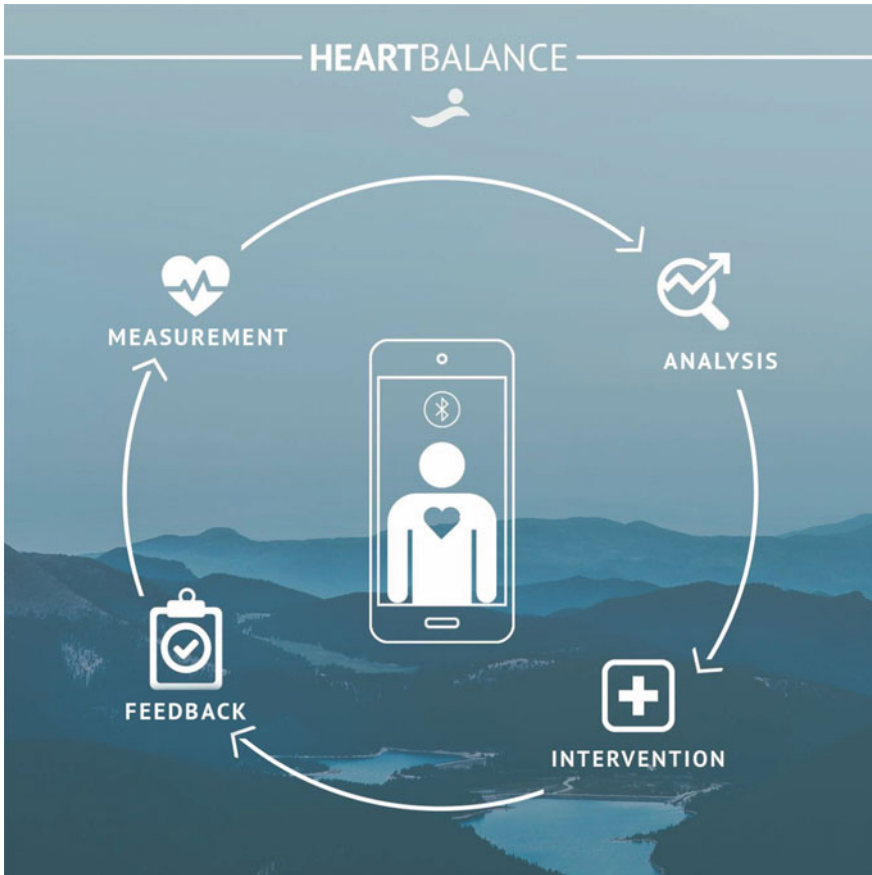 HEARTBALANCE
MEASUREMENT
ANALYSIS
FEEDBACK
INTERVENTION